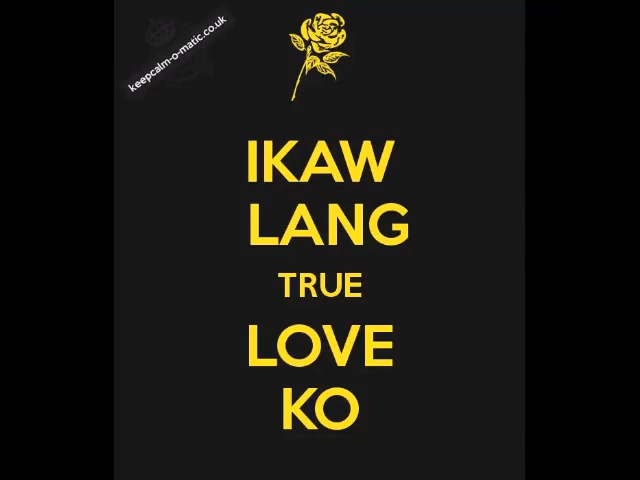 keepcalm-o-matic.co.uk
IKAW
LANG
TRUE
LOVE
KO